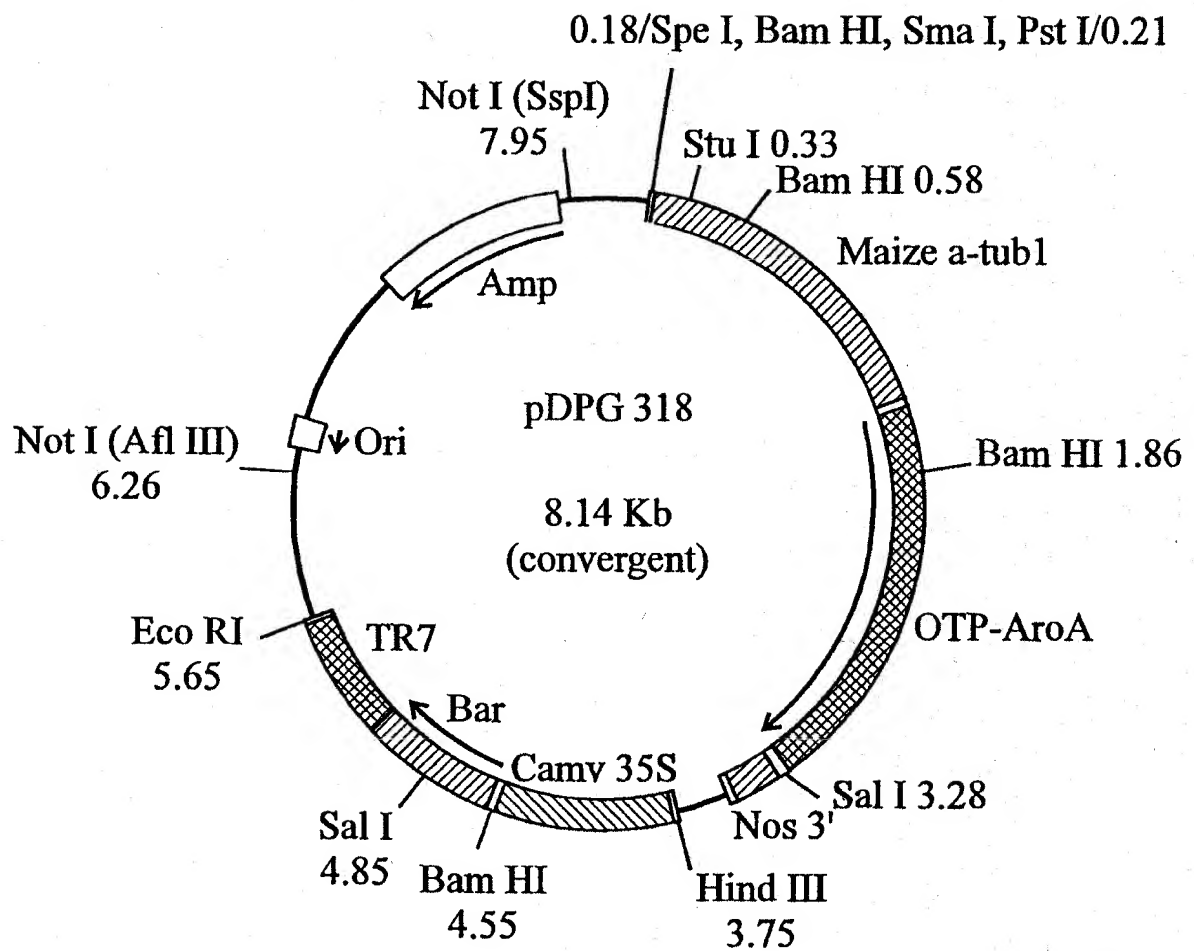 0.18/Spe I, Bam HI, Sma I, Pst I/0.21
Not I (SspI)
7.95
Stu I 0.33
Bam HI 0.58
Maize a-tub1
Amp
pDPG 318
Not I (Afl III)
6.26
Ori
Bam HI 1.86
8.14 Kb
(convergent)
Eco RI
5.65
TR7
OTP-AroA
Bar
Camv 35S
Sal I 3.28
Nos 3'
Sal I
4.85
Bam HI
4.55
Hind III
3.75